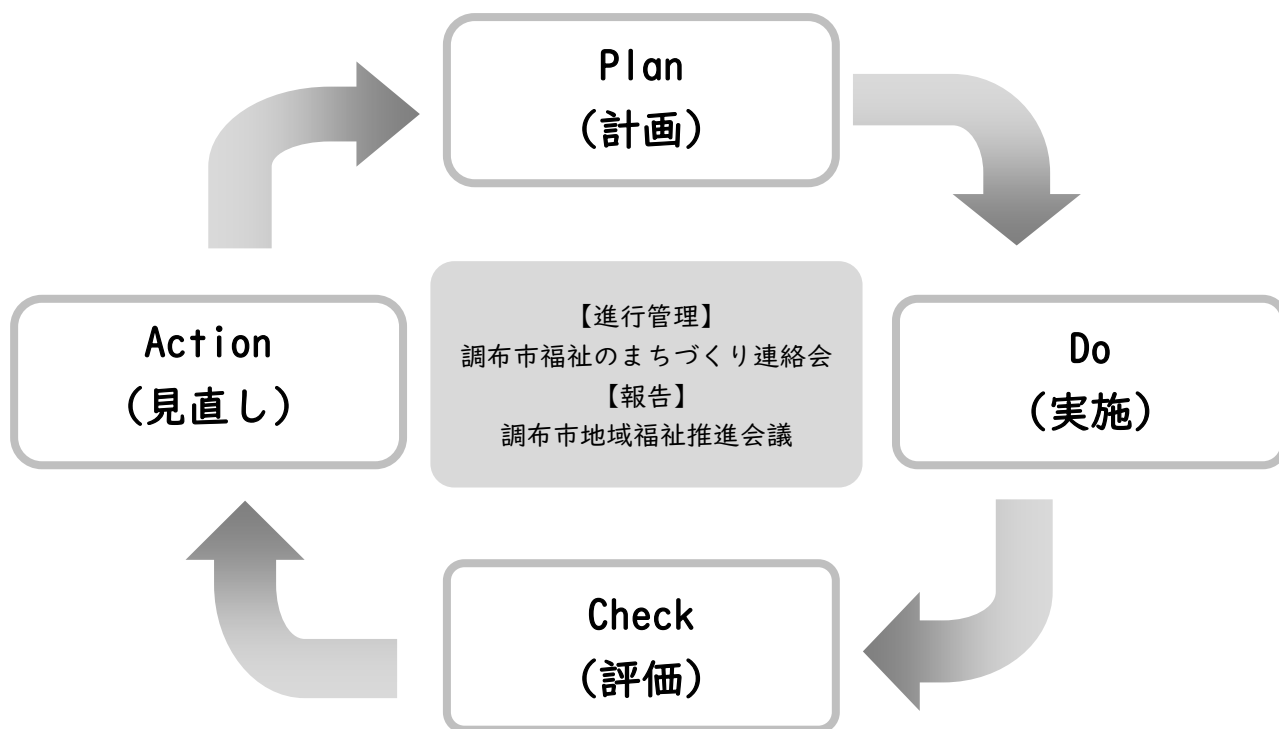 Plan
（計画）
Action
（見直し）
【進行管理】
調布市福祉のまちづくり連絡会
【報告】
調布市地域福祉推進会議
Do
（実施）
Check
（評価）